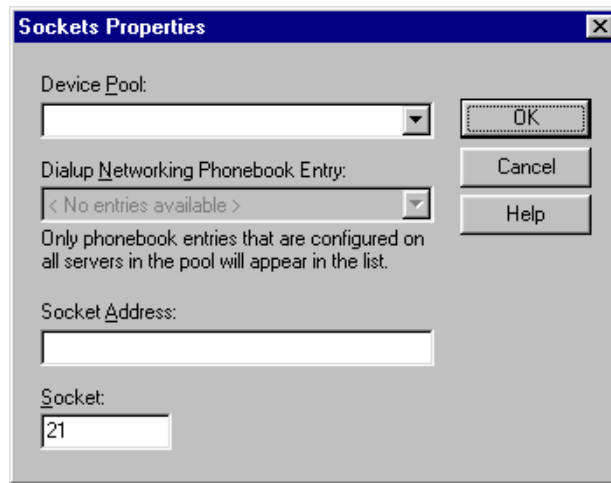 Sockets Properties
Device Pool:
OK
Dialup Networking Phonebook Entry:
Cancel
< No entries available >
Help
Only phonebook entries that are configured on
all servers in the pool will appear in the list.
Socket Address:
Socket:
21